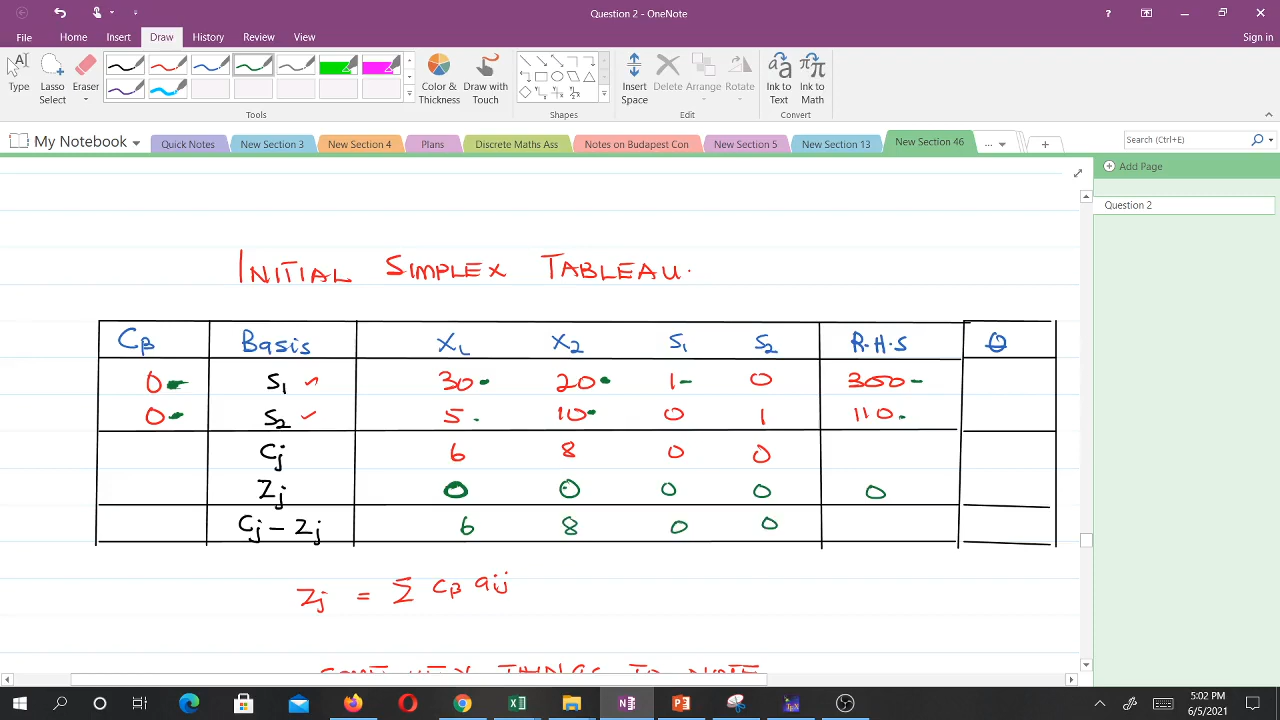 Question 2 - OneNote
Sign in
File Home Insert Draw History Review View
Type Lasso Select Eraser Color & Thickness Draw with Touch Insert Space Delete Arrange Rotate Ink to Text Ink to Math
Tools Shapes Edit Convert
My Notebook Quick Notes New Section 3 New Section 4 Plans Discrete Maths Ass Notes on Budapest Con New Section 5 New Section 13 New Section 46 ... Search (Ctrl+E)
Add Page
Question 2
INITIAL SIMPLEX TABLEAU.
CB Basis X1 X2 S1 S2 R.H.S θ
0 S1 30 20 1 0 300
0 S2 5 10 0 1 110
Cj 6 8 0 0
Zj 0 0 0 0 0
Cj - Zj 6 8 0 0
Zj = Σ CB aij
THINGS TO NOTE
5:02 PM
6/5/2021